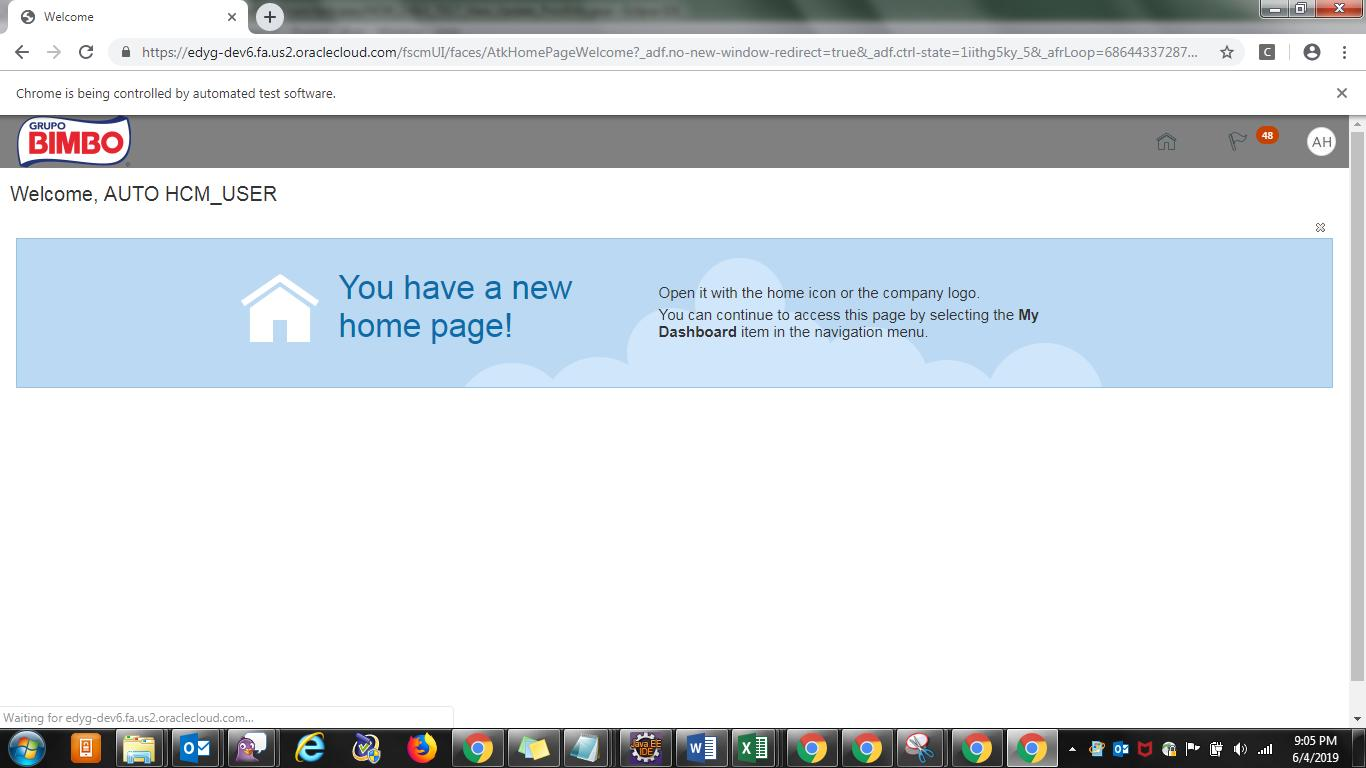 Welcome
https://edyg-dev6.fa.us2.oraclecloud.com/fscmUI/faces/AtkHomePageWelcome?_adf.no-new-window-redirect=true&_adf.ctrl-state=1iithg5ky_5&_afrLoop=68644337287...
C
Chrome is being controlled by automated test software.
GRUPO
BIMBO
48
AH
Welcome, AUTO HCM_USER
You have a new
home page!
Open it with the home icon or the company logo.
You can continue to access this page by selecting the My
Dashboard item in the navigation menu.
Waiting for edyg-dev6.fa.us2.oraclecloud.com...
Java EE
IDE
9:05 PM
6/4/2019